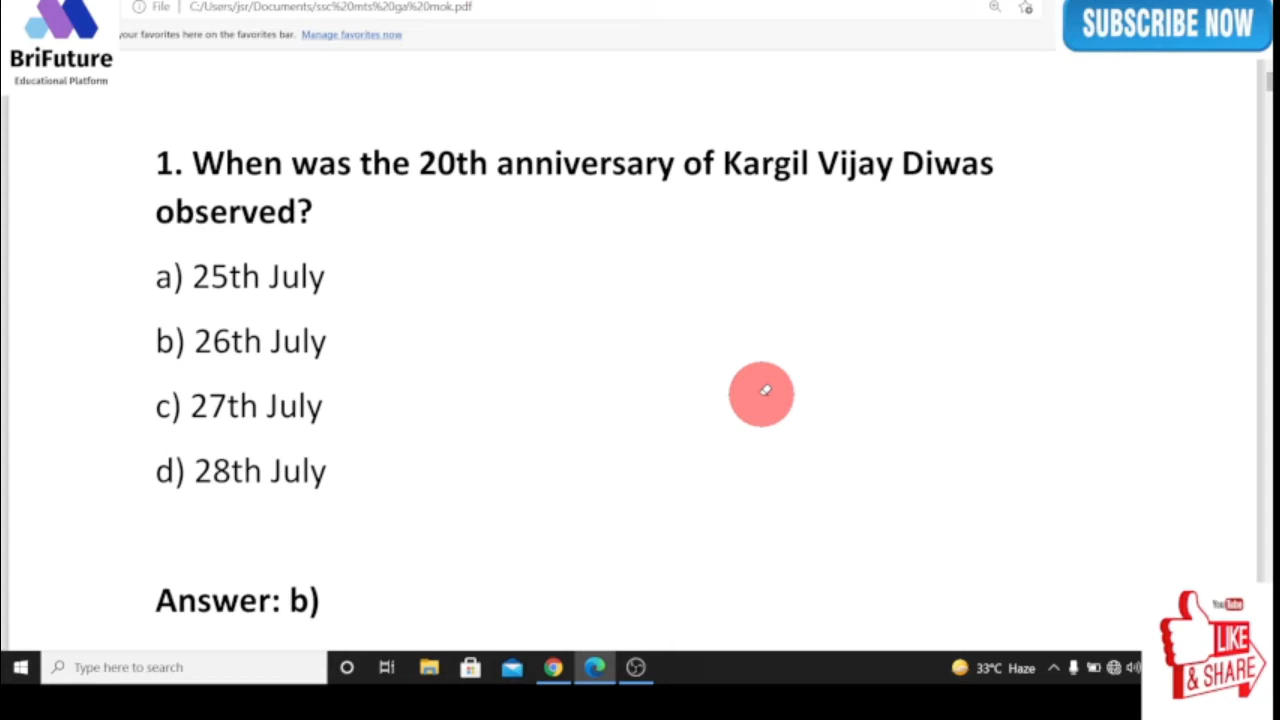 File
C:/Users/jsr/Documents/ssc%20mts%20ga%20mok.pdf
SUBSCRIBE NOW
your favorites here on the favorites bar. Manage favorites now
BriFuture
Educational Platform
1. When was the 20th anniversary of Kargil Vijay Diwas
observed?
a) 25th July
b) 26th July
c) 27th July
d) 28th July
Answer: b)
You Tube
LIKE
& SHARE
Type here to search
33°C Haze